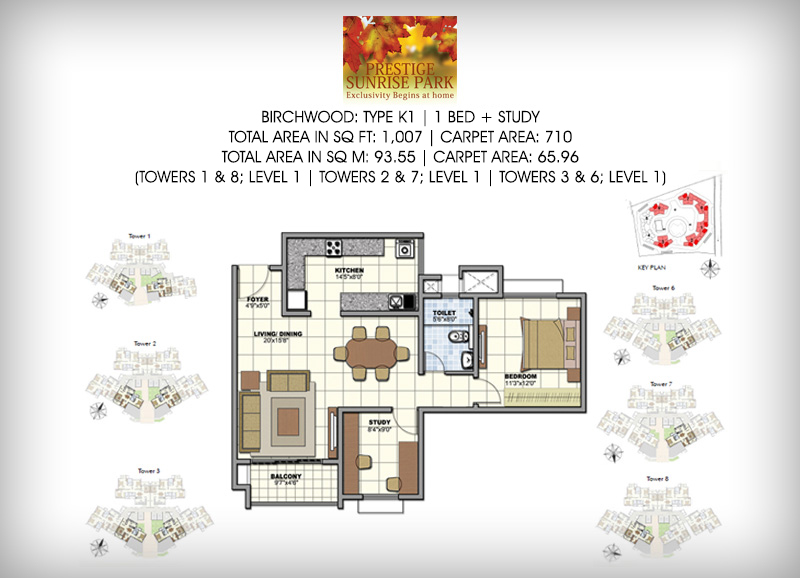 PRESTIGE
SUNRISE PARK
Exclusivity Begins at home
BIRCHWOOD: TYPE K1 | 1 BED + STUDY
TOTAL AREA IN SQ FT: 1,007 | CARPET AREA: 710
TOTAL AREA IN SQ M: 93.55 | CARPET AREA: 65.96
(TOWERS 1 & 8; LEVEL 1 | TOWERS 2 & 7; LEVEL 1 | TOWERS 3 & 6; LEVEL 1)
KEY PLAN
Tower 1
Tower 2
Tower 3
KITCHEN
14'5"x8'0"
FOYER
4'9"x5'0"
LIVING/ DINING
20'x15'8"
TOILET
5'6"x8'0"
BEDROOM
11'3"x12'0"
STUDY
8'4"x9'0"
BALCONY
9'7"x4'6"
Tower 6
Tower 7
Tower 8